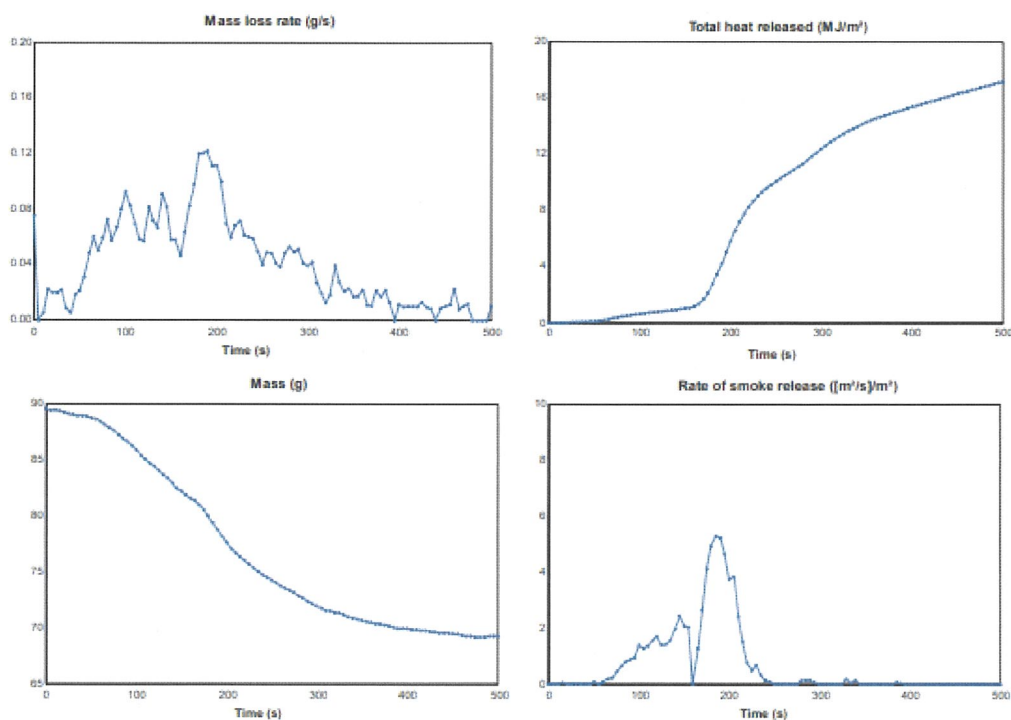 Mass loss rate (g/s)
0.20
0.16
0.12
0.08
0.04
0.00
0 100 200 300 400 500
Time (s)
Total heat released (MJ/m²)
20
16
12
8
4
0
0 100 200 300 400 500
Time (s)
Mass (g)
90
85
80
75
70
65
0 100 200 300 400 500
Time (s)
Rate of smoke release ([m²/s]/m²)
10
8
6
4
2
0
0 100 200 300 400 500
Time (s)